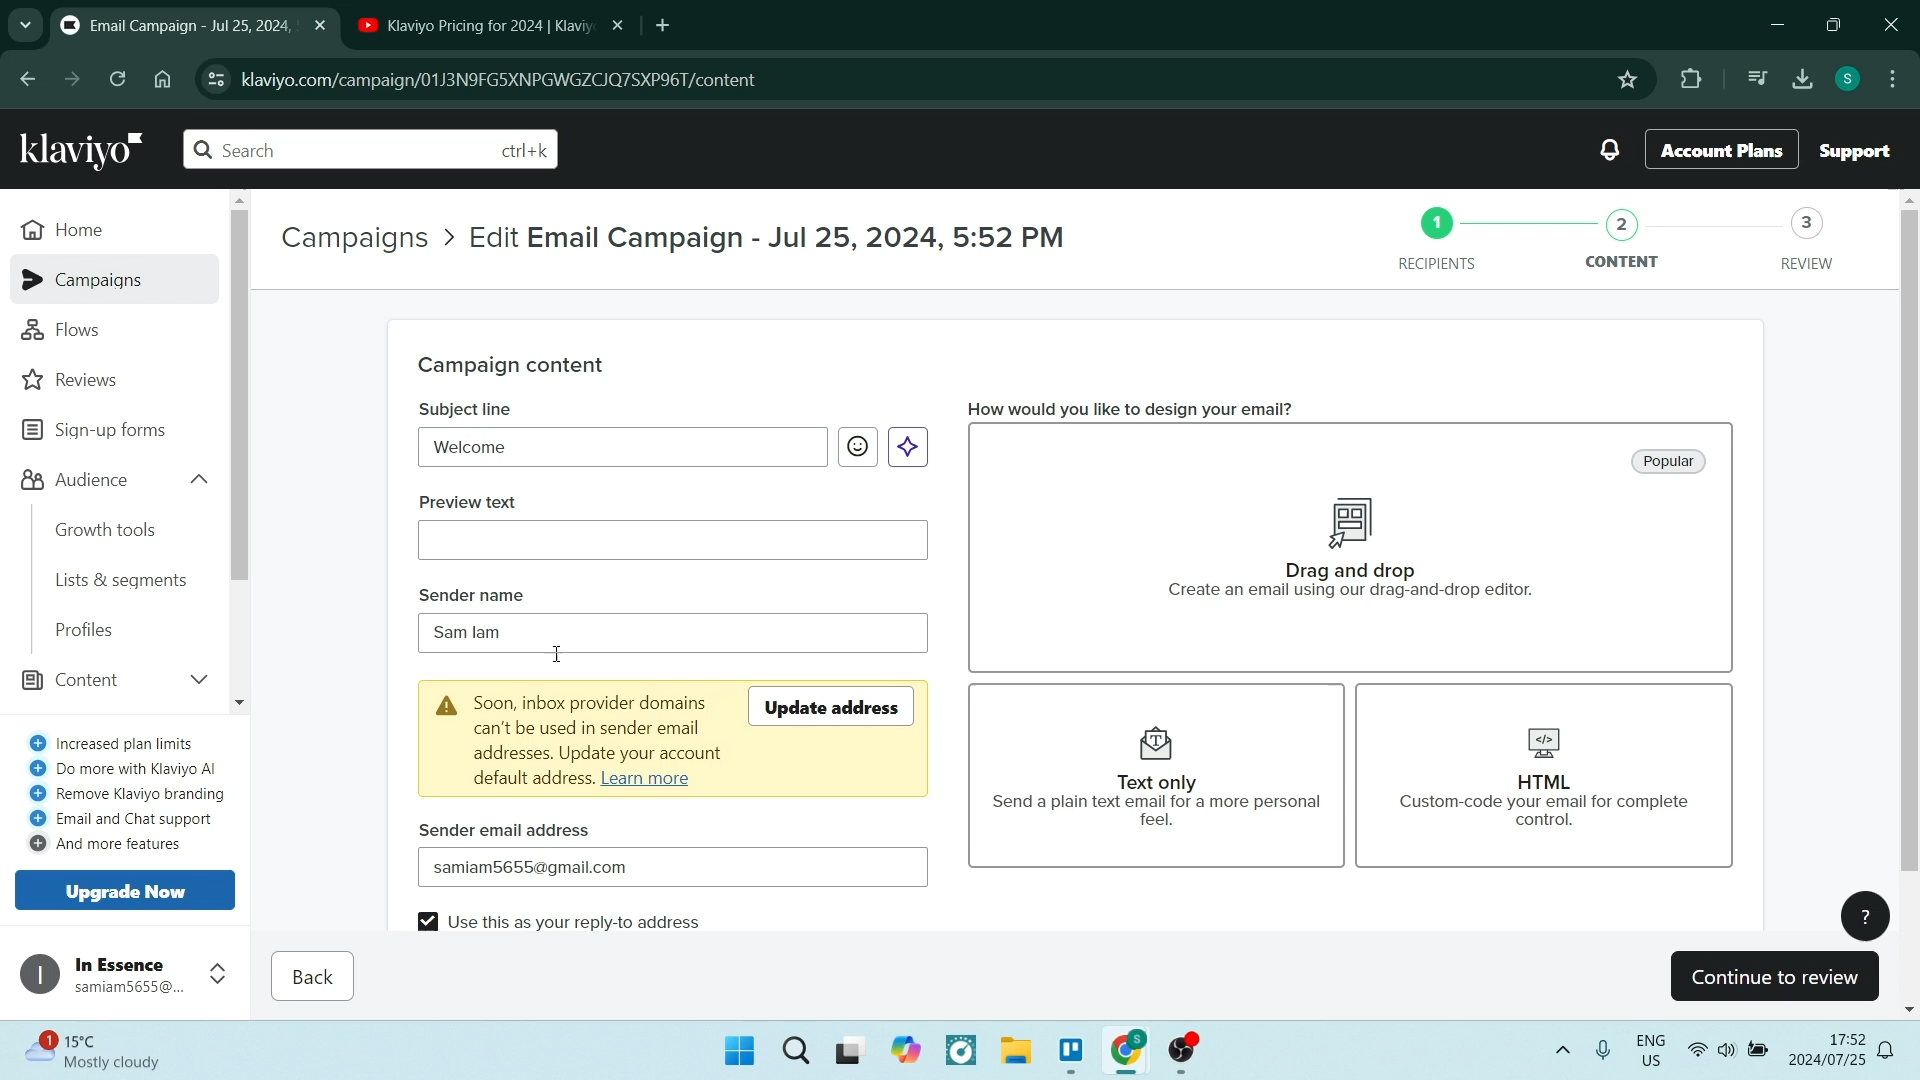 Email Campaign - Jul 25, 2024,
Klaviyo Pricing for 2024 | Klaviy
klaviyo.com/campaign/01J3N9FG5XNPGWGZCJQ7SXP96T/content
S
klaviyo
Search
ctrl+k
Account Plans
Support
Home
Campaigns
Flows
Reviews
Sign-up forms
Audience
Growth tools
Lists & segments
Profiles
Content
Increased plan limits
Do more with Klaviyo AI
Remove Klaviyo branding
Email and Chat support
And more features
Upgrade Now
I
In Essence
samiam5655@...
Campaigns > Edit Email Campaign - Jul 25, 2024, 5:52 PM
1
RECIPIENTS
2
CONTENT
3
REVIEW
Campaign content
Subject line
Welcome
Preview text
Sender name
Sam Iam
Soon, inbox provider domains
can't be used in sender email
addresses. Update your account
default address. Learn more
Update address
Sender email address
samiam5655@gmail.com
Use this as your reply-to address
How would you like to design your email?
Popular
Drag and drop
Create an email using our drag-and-drop editor.
T
Text only
Send a plain text email for a more personal
feel.
</>
HTML
Custom-code your email for complete
control.
?
Back
Continue to review
1
15°C
Mostly cloudy
S
ENG
US
17:52
2024/07/25